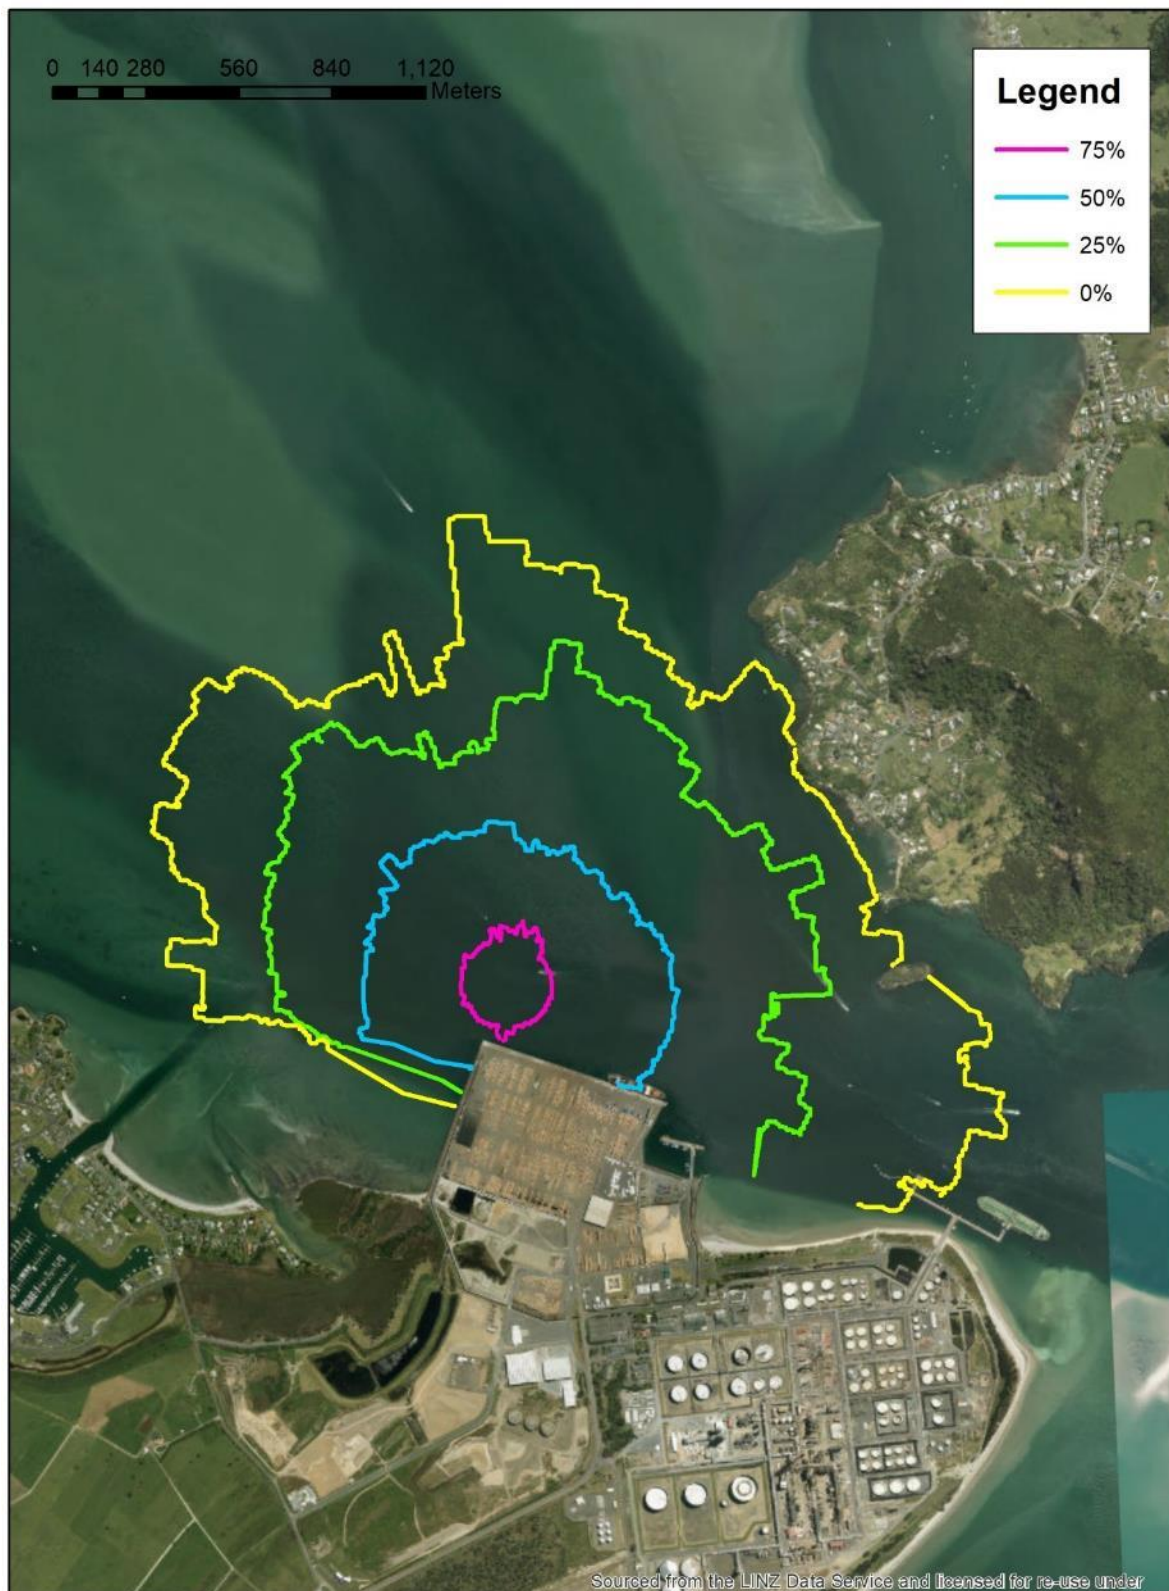 0 140 280 560 840 1,120
Meters
Legend
75%
50%
25%
0%
Sourced from the LINZ Data Service and licensed for re-use under